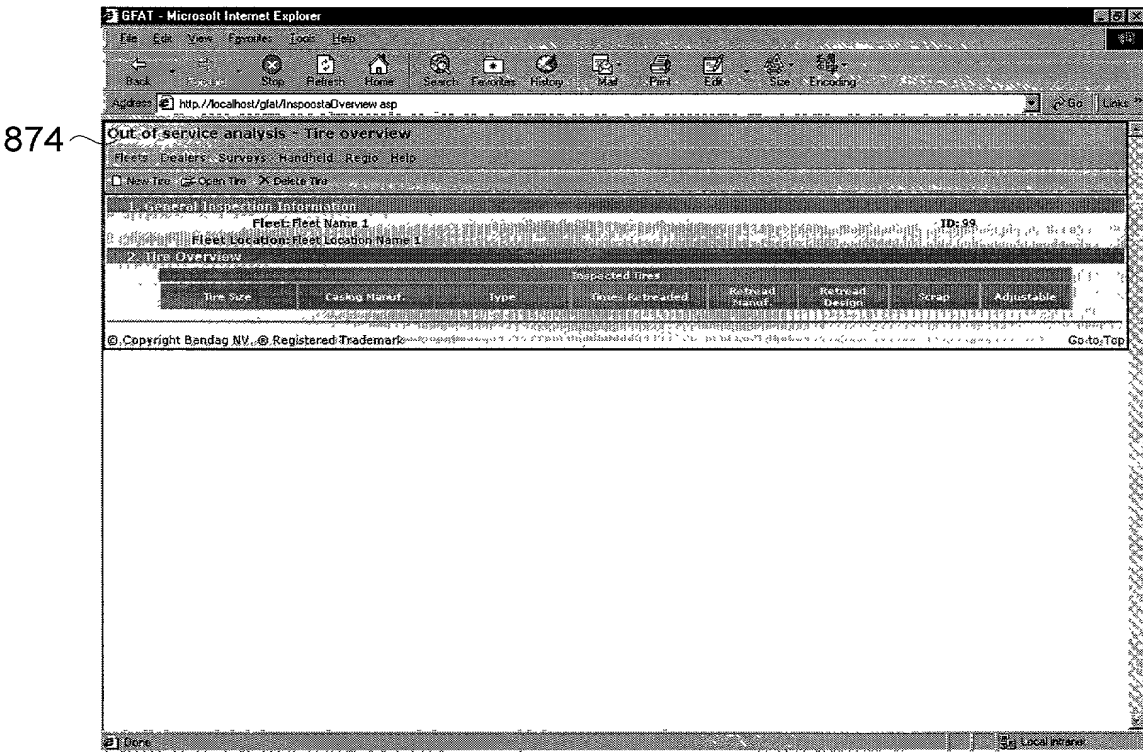 GFAT - Microsoft Internet Explorer
File Edit View Favorites Tools Help
Back Forward Stop Refresh Home Search Favorites History Mail Print Edit Size Encoding
Address http://localhost/gfat/InspoostaOverview.asp Go Links
874
Out of service analysis - Tire overview
Fleets Dealers Surveys Handheld Regio Help
New Tire Open Tire Delete Tire
1. General Inspection Information
Fleet: Fleet Name 1 ID: 99
Fleet Location: Fleet Location Name 1
2. Tire Overview
Inspected Tires
Tire Size Casing Manuf. Type Times Retreaded Retread Manuf. Retread Design Scrap Adjustable
© Copyright Bandag NV. ® Registered Trademark Go to Top
Done Local intranet